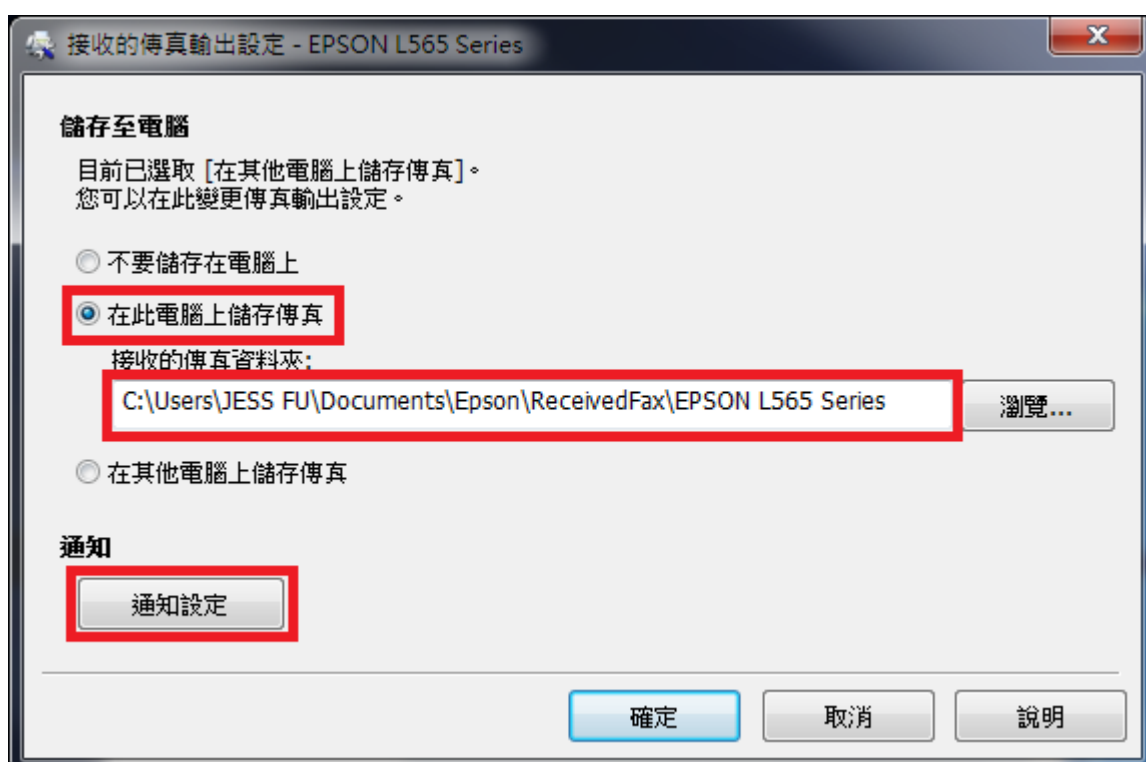 接收的傳真輸出設定 - EPSON L565 Series
儲存至電腦
目前已選取 [在其他電腦上儲存傳真]。
您可以在此變更傳真輸出設定。
不要儲存在電腦上
在此電腦上儲存傳真
接收的傳真資料夾:
C:\Users\JESS FU\Documents\Epson\ReceivedFax\EPSON L565 Series
瀏覽...
在其他電腦上儲存傳真
通知
通知設定
確定 取消 說明